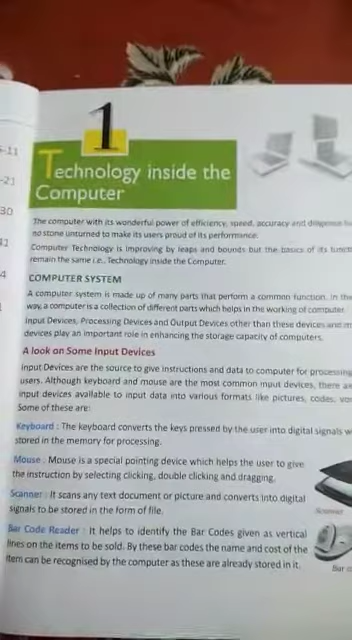 1
Technology inside the
Computer
The computer with its wonderful power of efficiency, speed, accuracy and
no stone unturned to make its users proud of its performance.
Computer Technology is improving by leaps and bounds but the basics of its
remain the same i.e., Technology inside the Computer.
COMPUTER SYSTEM
A computer system is made up of many parts that perform a common function. In
way, a computer is a collection of different parts which helps in the working of computer.
Input Devices, Processing Devices and Output Devices other than these devices and
devices play an important role in enhancing the storage capacity of computers.
A look on Some Input Devices
Input Devices are the source to give instructions and data to computer for processing
users. Although keyboard and mouse are the most common input devices, there
input devices available to input data into various formats like pictures, codes,
Some of these are:
Keyboard : The keyboard converts the keys pressed by the user into digital signals
stored in the memory for processing.
Mouse : Mouse is a special pointing device which helps the user to give
the instruction by selecting clicking, double clicking and dragging.
Scanner : It scans any text document or picture and converts into digital
signals to be stored in the form of file.
Scanner
Bar Code Reader : It helps to identify the Bar Codes given as vertical
lines on the items to be sold. By these bar codes the name and cost of the
item can be recognised by the computer as these are already stored in it.
Bar
-11
-21
30
41
4